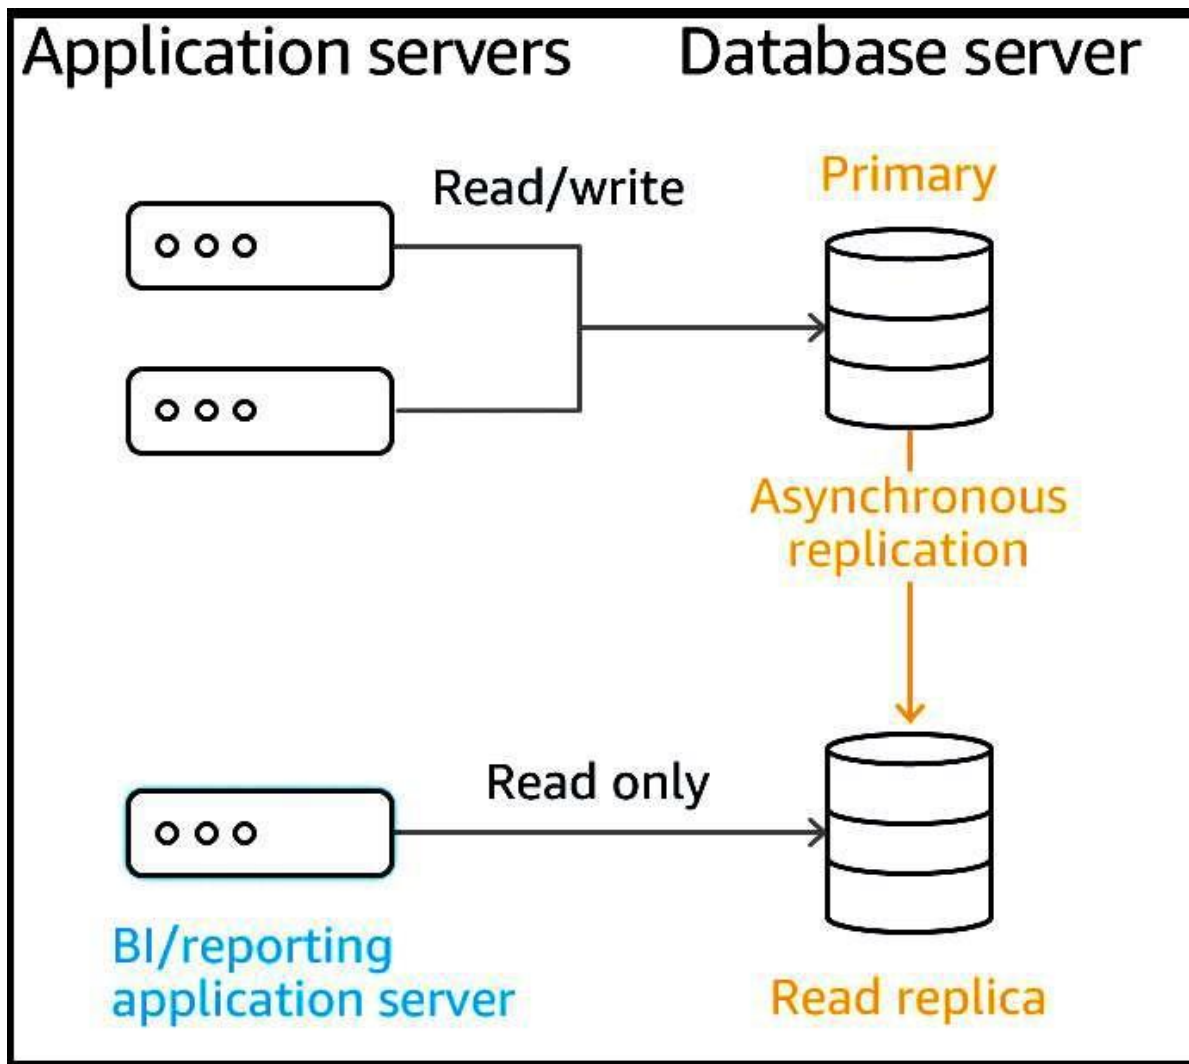 Application servers
Database server
Read/write
Primary
Asynchronous
replication
Read only
BI/reporting
application server
Read replica